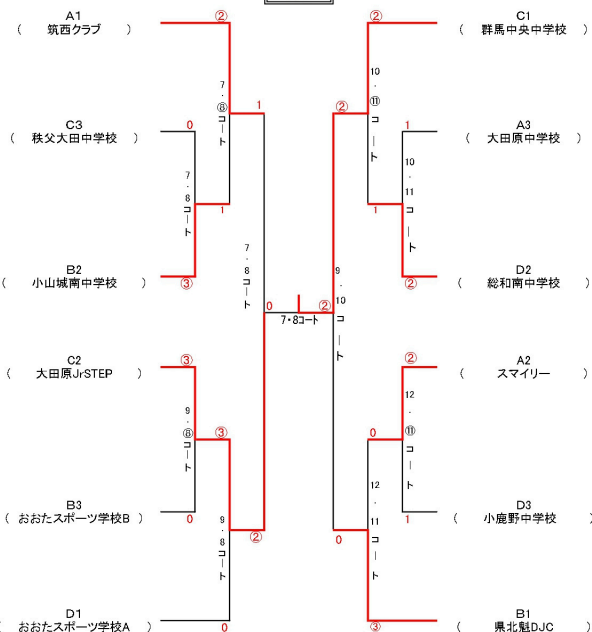 A1
( 筑西クラブ )
②
7・⑧コート
1
C3
( 秩父大田中学校 )
0
7・8コート
1
B2
( 小山城南中学校 )
③
7・8コート
0
7・8コート
②
C2
( 大田原JrSTEP )
③
9・⑧コート
③
B3
( おおたスポーツ学校B )
0
9・8コート
②
D1
( おおたスポーツ学校A )
0
C1
( 群馬中央中学校 )
②
10・⑪コート
②
A3
( 大田原中学校 )
1
10・11コート
1
D2
( 総和南中学校 )
②
9・10コート
A2
( スマイリー )
②
12・⑪コート
0
D3
( 小鹿野中学校 )
1
12・11コート
0
B1
( 県北魁DJC )
③